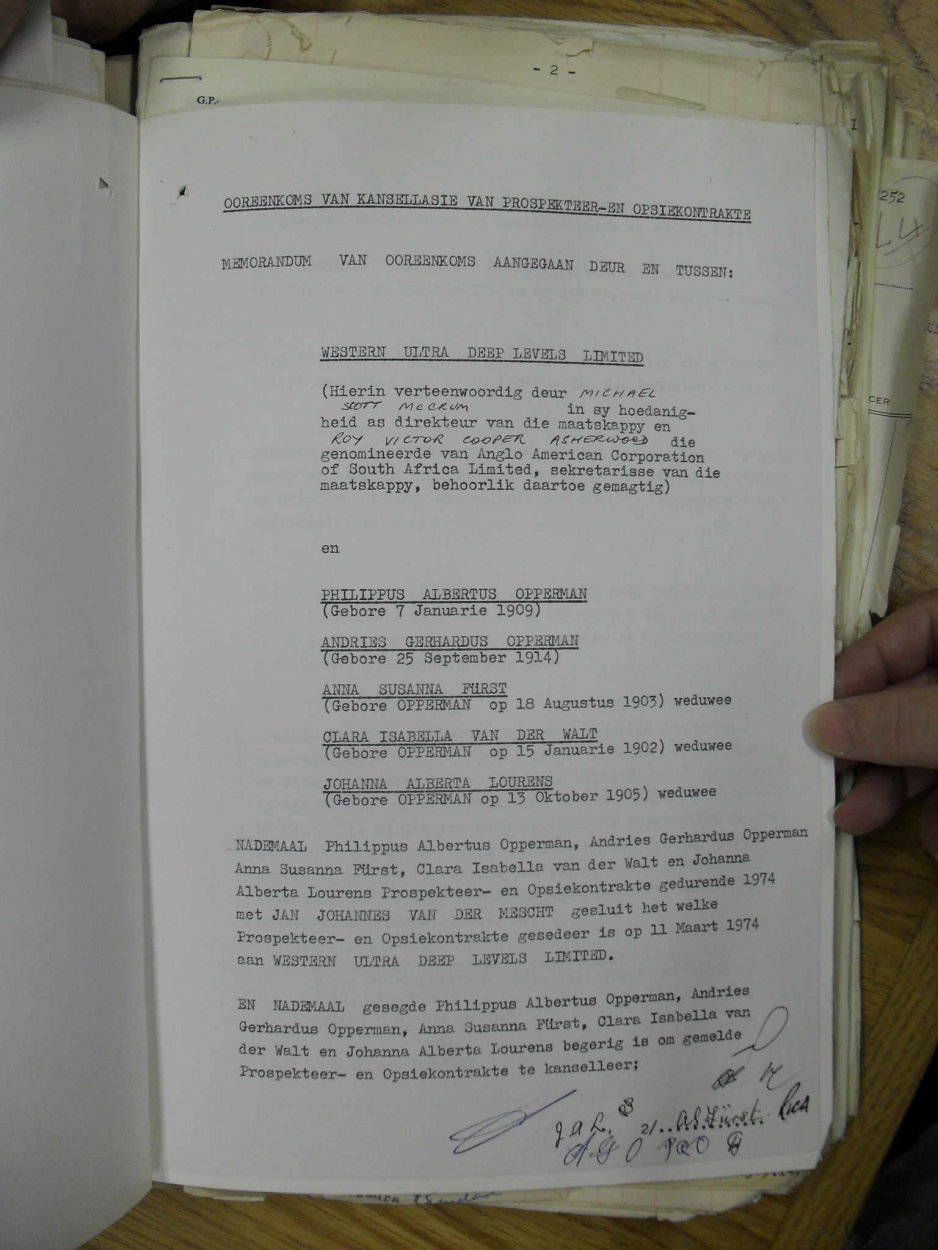 - 2 -
G.P.
1
252
OOREENKOMS VAN KANSELLASIE VAN PROSPEKTEER-EN OPSIEKONTRAKTE
MEMORANDUM VAN OOREENKOMS AANGEGAAN DEUR EN TUSSEN:
WESTERN ULTRA DEEP LEVELS LIMITED
(Hierin verteenwoordig deur MICHAEL
SCOTT MCCRUM in sy hoedanig-
heid as direkteur van die maatskappy en
ROY VICTOR COOPER ASHERWOOD die
genomineerde van Anglo American Corporation
of South Africa Limited, sekretarisse van die
maatskappy, behoorlik daartoe gemagtig)
en
PHILIPPUS ALBERTUS OPPERMAN
(Gebore 7 Januarie 1909)
ANDRIES GERHARDUS OPPERMAN
(Gebore 25 September 1914)
ANNA SUSANNA FÜRST
(Gebore OPPERMAN op 18 Augustus 1903) weduwee
CLARA ISABELLA VAN DER WALT
(Gebore OPPERMAN op 15 Januarie 1902) weduwee
JOHANNA ALBERTA LOURENS
(Gebore OPPERMAN op 13 Oktober 1905) weduwee
NADEMAAL Philippus Albertus Opperman, Andries Gerhardus Opperman
Anna Susanna Fürst, Clara Isabella van der Walt en Johanna
Alberta Lourens Prospekteer- en Opsiekontrakte gedurende 1974
met JAN JOHANNES VAN DER MESCHT gesluit het welke
Prospekteer- en Opsiekontrakte gesedeer is op 11 Maart 1974
aan WESTERN ULTRA DEEP LEVELS LIMITED.
EN NADEMAAL gesegde Philippus Albertus Opperman, Andries
Gerhardus Opperman, Anna Susanna Fürst, Clara Isabella van
der Walt en Johanna Alberta Lourens begerig is om gemelde
Prospekteer- en Opsiekontrakte te kanselleer;
J A L. 2/.. A.S. Fürst.
A G O